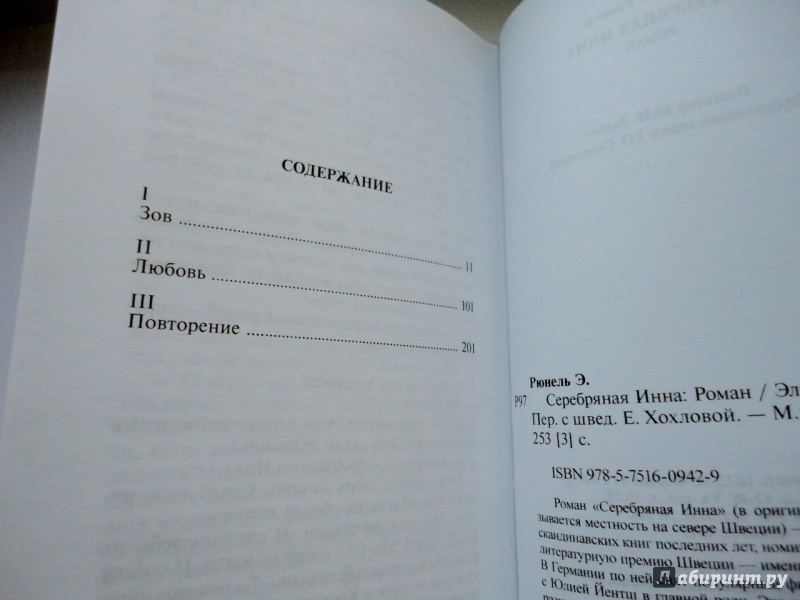 СОДЕРЖАНИЕ
I
Зов 11
II
Любовь 101
III
Повторение 201
Рюнель Э.
Р97 Серебряная Инна: Роман / Эл
Пер. с швед. Е. Хохловой. — М.
253 [3] с.
ISBN 978-5-7516-0942-9
Роман «Серебряная Инна» (в оригин
зывается местность на севере Швеции) —
скандинавских книг последних лет, номи
литературную премию Швеции — имен
В Германии по ней
с Юлией Йентш в главной
Лабиринт.ру